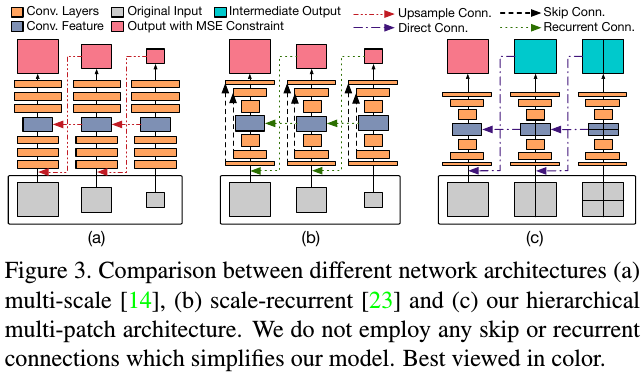 Conv. Layers Original Input Intermediate Output Upsample Conn. Skip Conn.
Conv. Feature Output with MSE Constraint Direct Conn. Recurrent Conn.
(a) (b) (c)
Figure 3. Comparison between different network architectures (a)
multi-scale [14], (b) scale-recurrent [23] and (c) our hierarchical
multi-patch architecture. We do not employ any skip or recurrent
connections which simplifies our model. Best viewed in color.